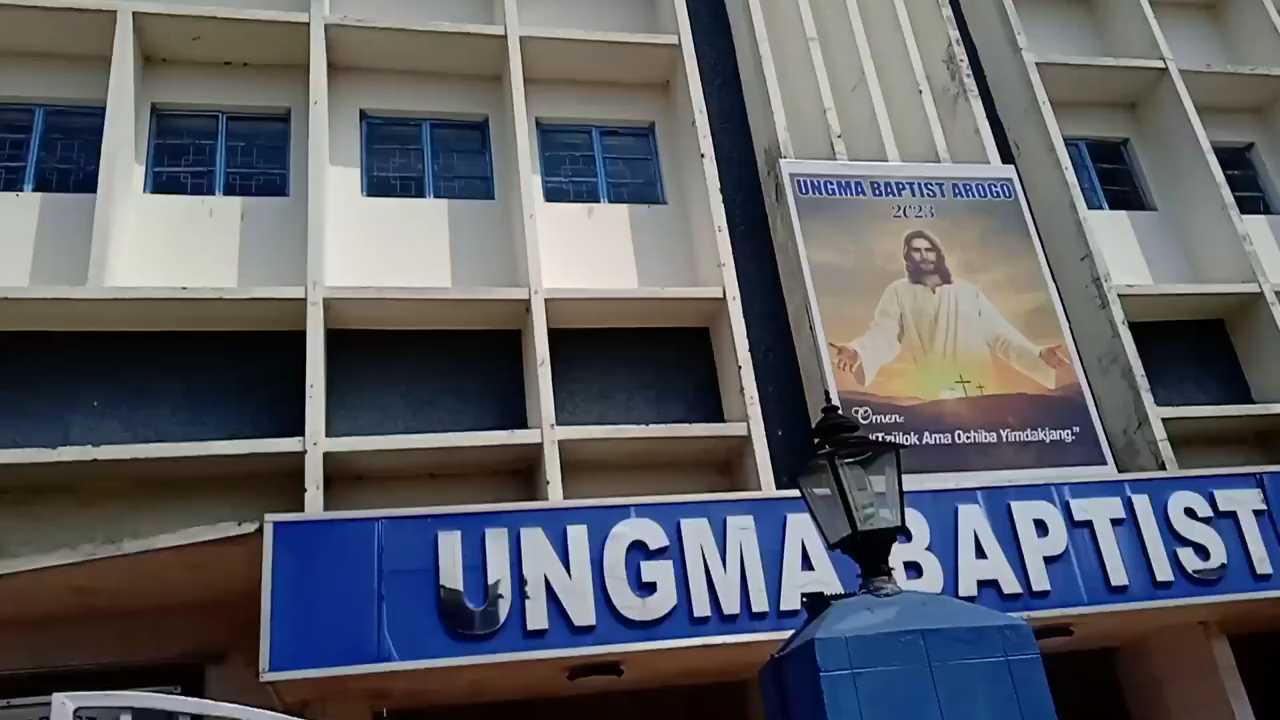 UNGMA BAPTIST AROGO
2023
Omen:
"Tzülok Ama Ochiba Yimdakjang."
UNGMA BAPTIST